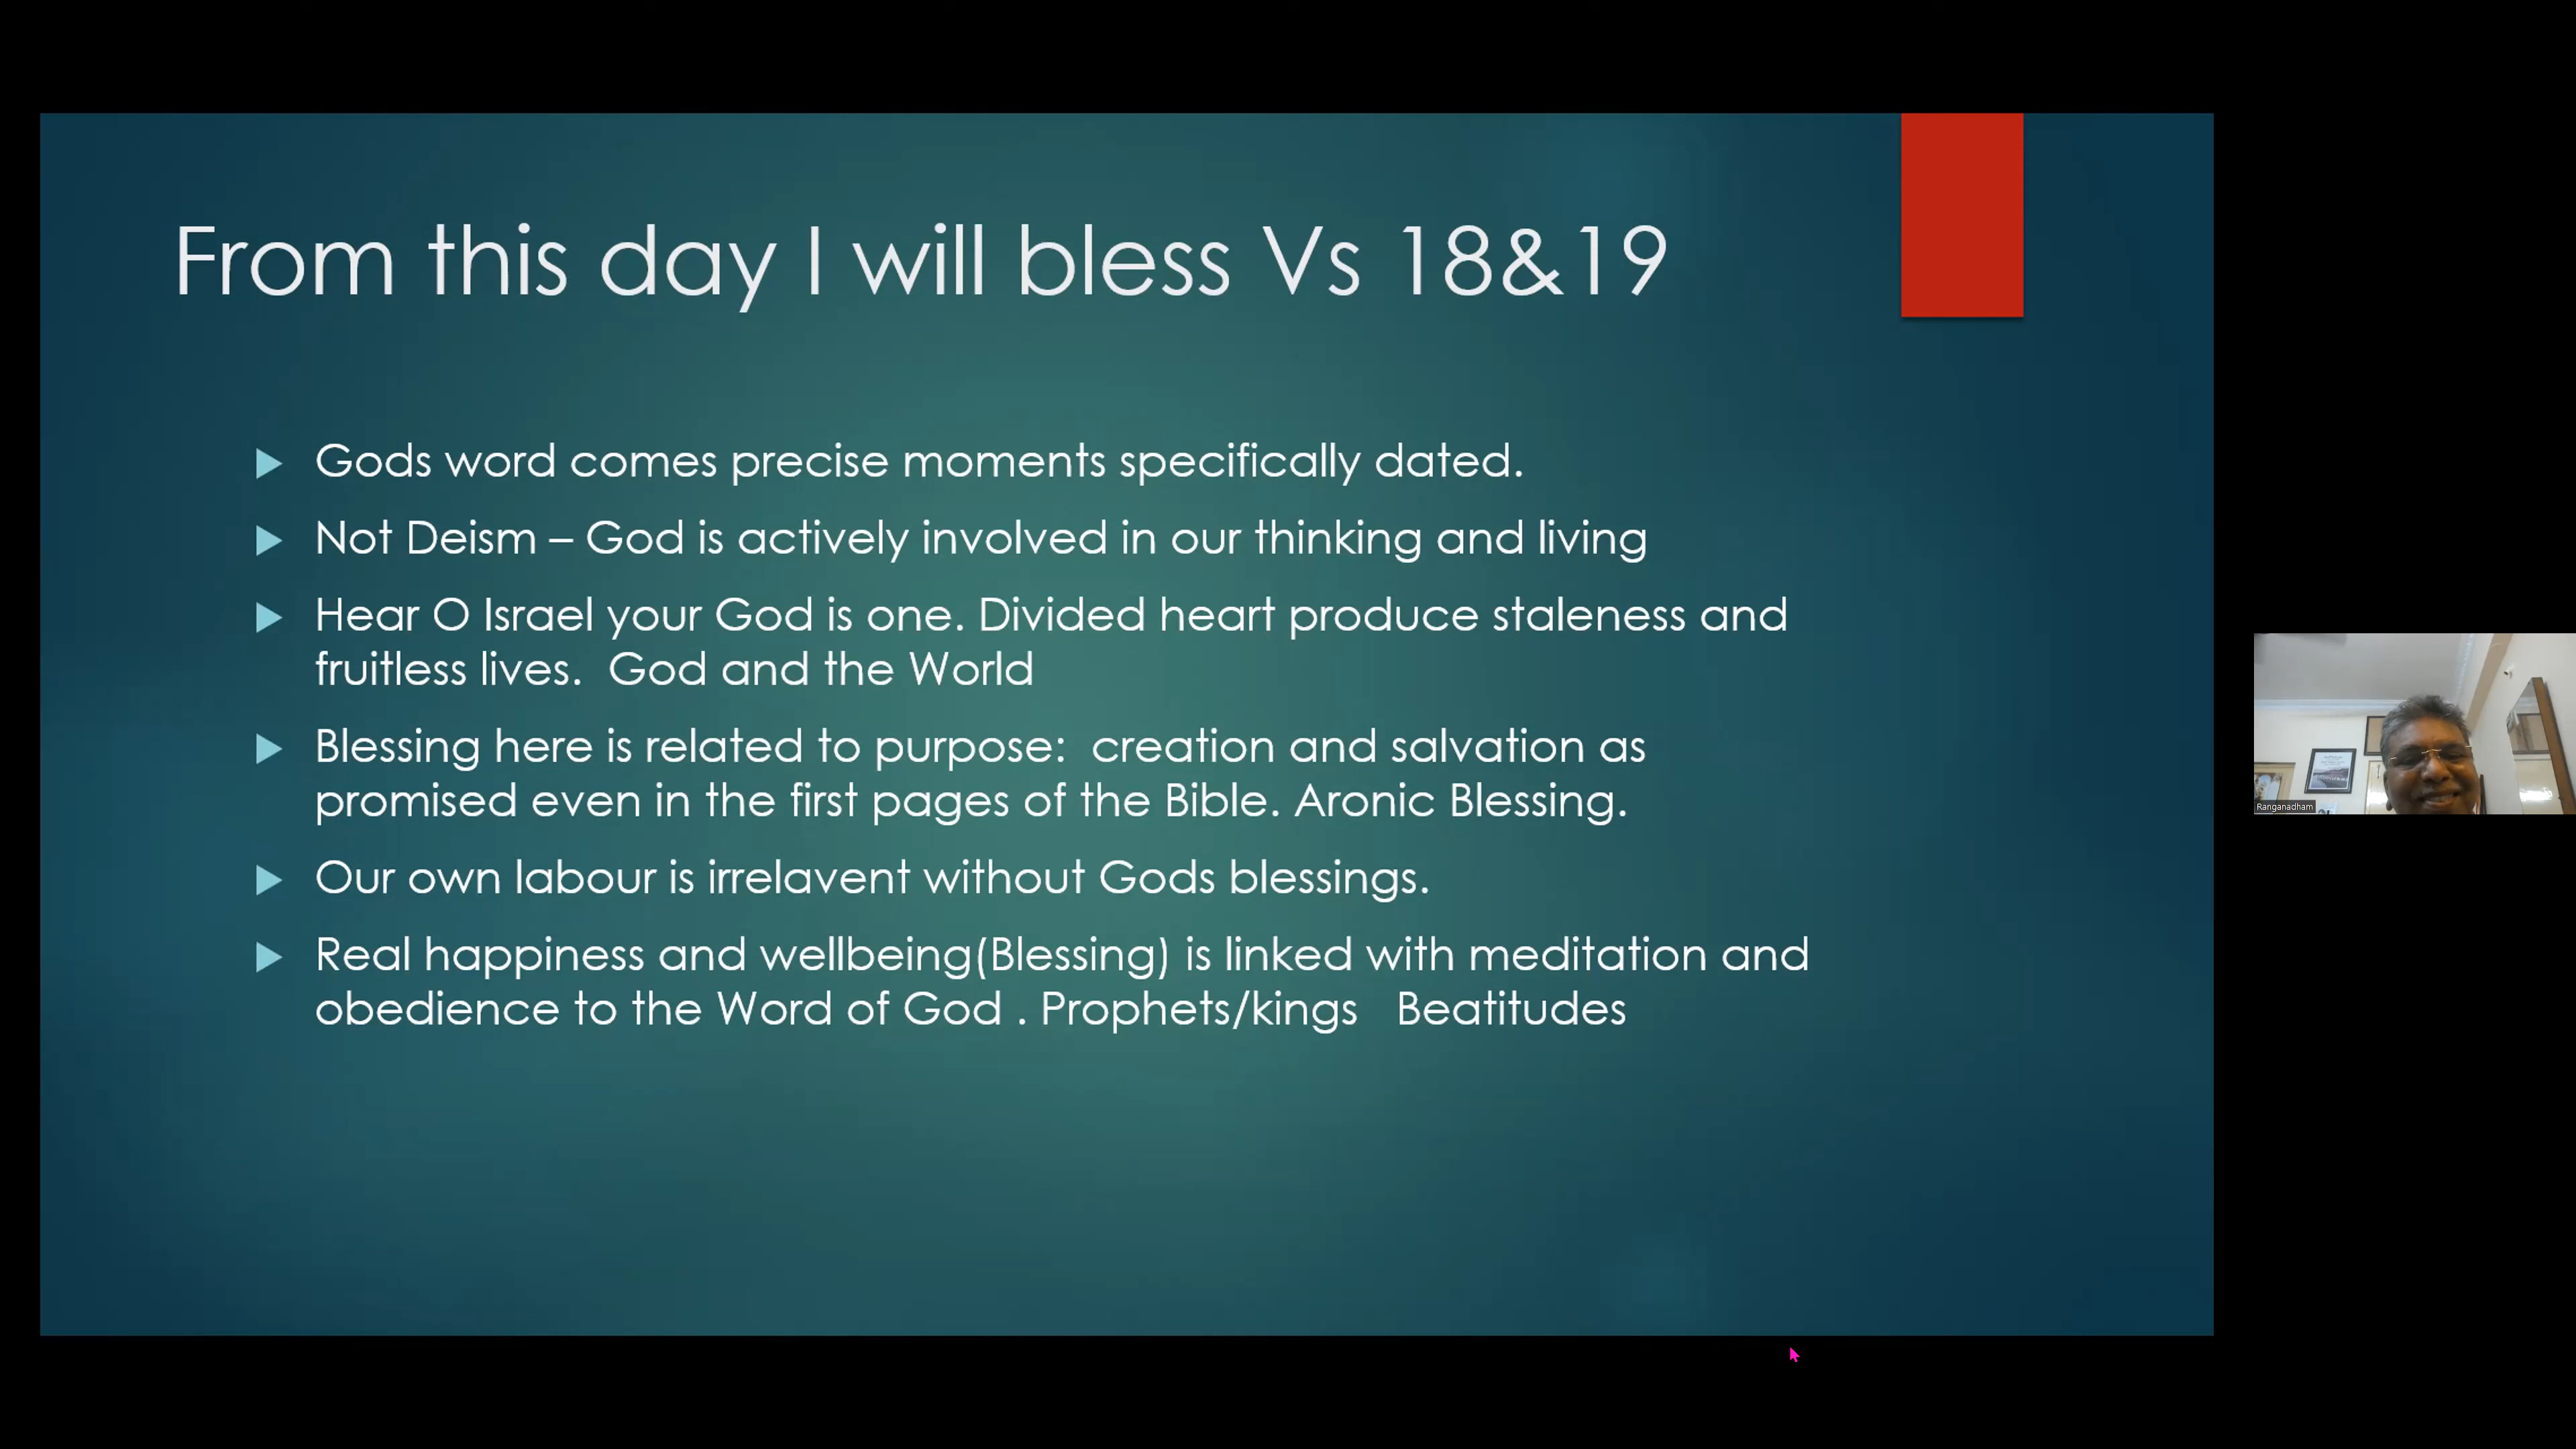 From this day I will bless Vs 18&19
Gods word comes precise moments specifically dated.
Not Deism – God is actively involved in our thinking and living
Hear O Israel your God is one. Divided heart produce staleness and
fruitless lives.  God and the World
Blessing here is related to purpose:  creation and salvation as
promised even in the first pages of the Bible. Aronic Blessing.
Our own labour is irrelavent without Gods blessings.
Real happiness and wellbeing(Blessing) is linked with meditation and
obedience to the Word of God . Prophets/kings   Beatitudes
Ranganadham